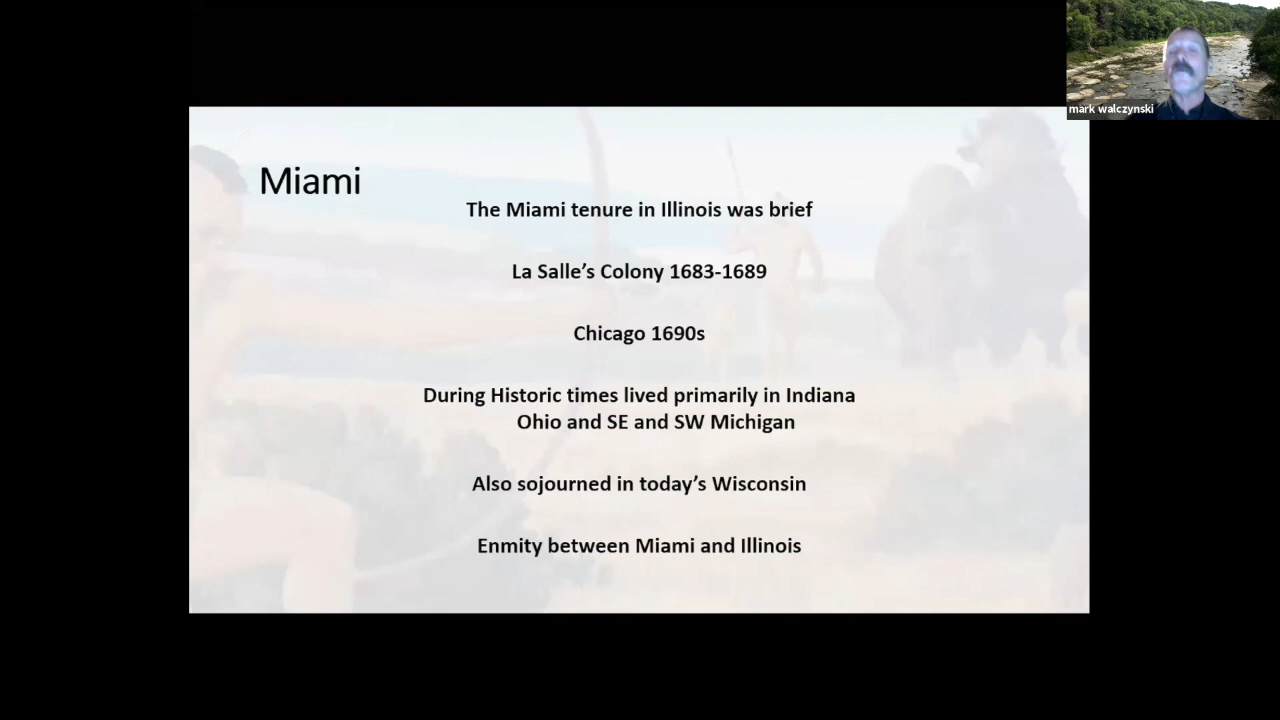 mark walczynski
Miami
The Miami tenure in Illinois was brief
La Salle’s Colony 1683-1689
Chicago 1690s
During Historic times lived primarily in Indiana
Ohio and SE and SW Michigan
Also sojourned in today’s Wisconsin
Enmity between Miami and Illinois